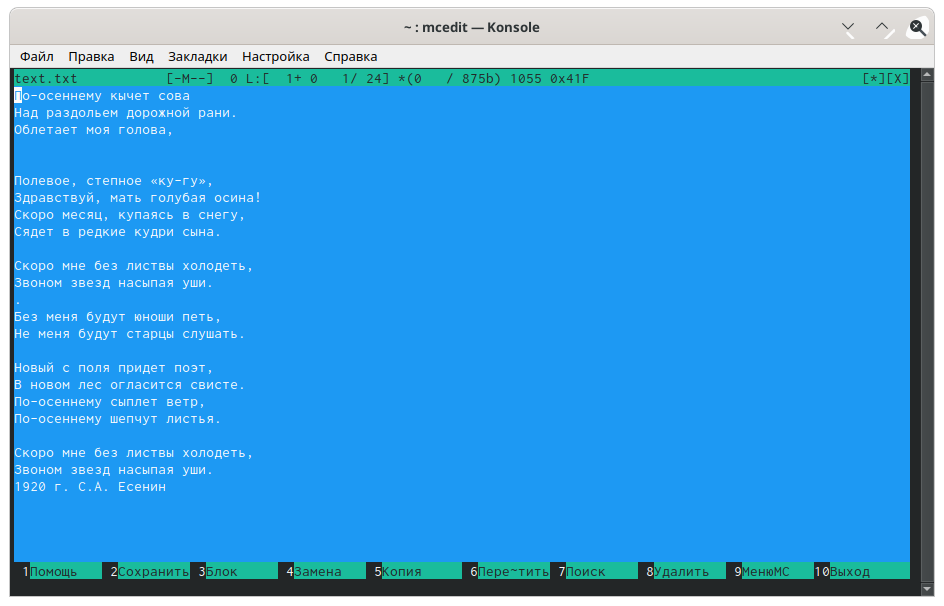 ~ : mcedit — Konsole
Файл Правка Вид Закладки Настройка Справка
text.txt [-M--] 0 L:[ 1+ 0 1/ 24] *(0 / 875b) 1055 0x41F [*][X]
По-осеннему кычет сова
Над раздольем дорожной рани.
Облетает моя голова,
Полевое, степное «ку-гу»,
Здравствуй, мать голубая осина!
Скоро месяц, купаясь в снегу,
Сядет в редкие кудри сына.
Скоро мне без листвы холодеть,
Звоном звезд насыпая уши.
.
Без меня будут юноши петь,
Не меня будут старцы слушать.
Новый с поля придет поэт,
В новом лес огласится свисте.
По-осеннему сыплет ветр,
По-осеннему шепчут листья.
Скоро мне без листвы холодеть,
Звоном звезд насыпая уши.
1920 г. С.А. Есенин
1Помощь 2Сохранить 3Блок 4Замена 5Копия 6Пере~тить 7Поиск 8Удалить 9МенюMC 10Выход